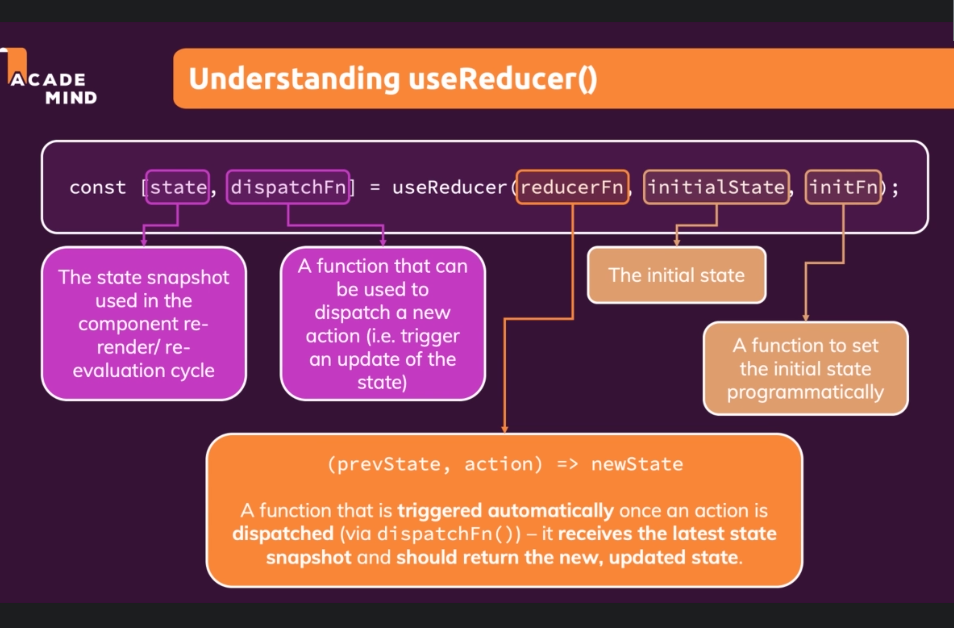 ACADE
MIND
Understanding useReducer()
const [state, dispatchFn] = useReducer(reducerFn, initialState, initFn);
The state snapshot
used in the
component re-
render/ re-
evaluation cycle
A function that can
be used to
dispatch a new
action (i.e. trigger
an update of the
state)
The initial state
A function to set
the initial state
programmatically
(prevState, action) => newState
A function that is triggered automatically once an action is
dispatched (via dispatchFn()) – it receives the latest state
snapshot and should return the new, updated state.